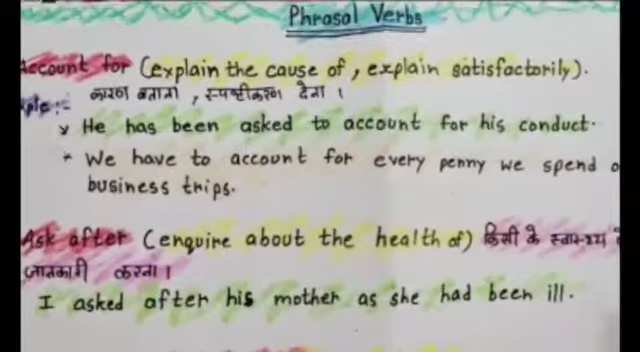 Phrasal Verbs
Account for (explain the cause of, explain satisfactorily).
कारण बताना, स्पष्टीकरण देना।
ple:-
He has been asked to account for his conduct.
* We have to account for every penny we spend o
business trips.
Ask after (enquire about the health of) किसी के स्वास्थ्य
जानकारी करना।
I asked after his mother as she had been ill.